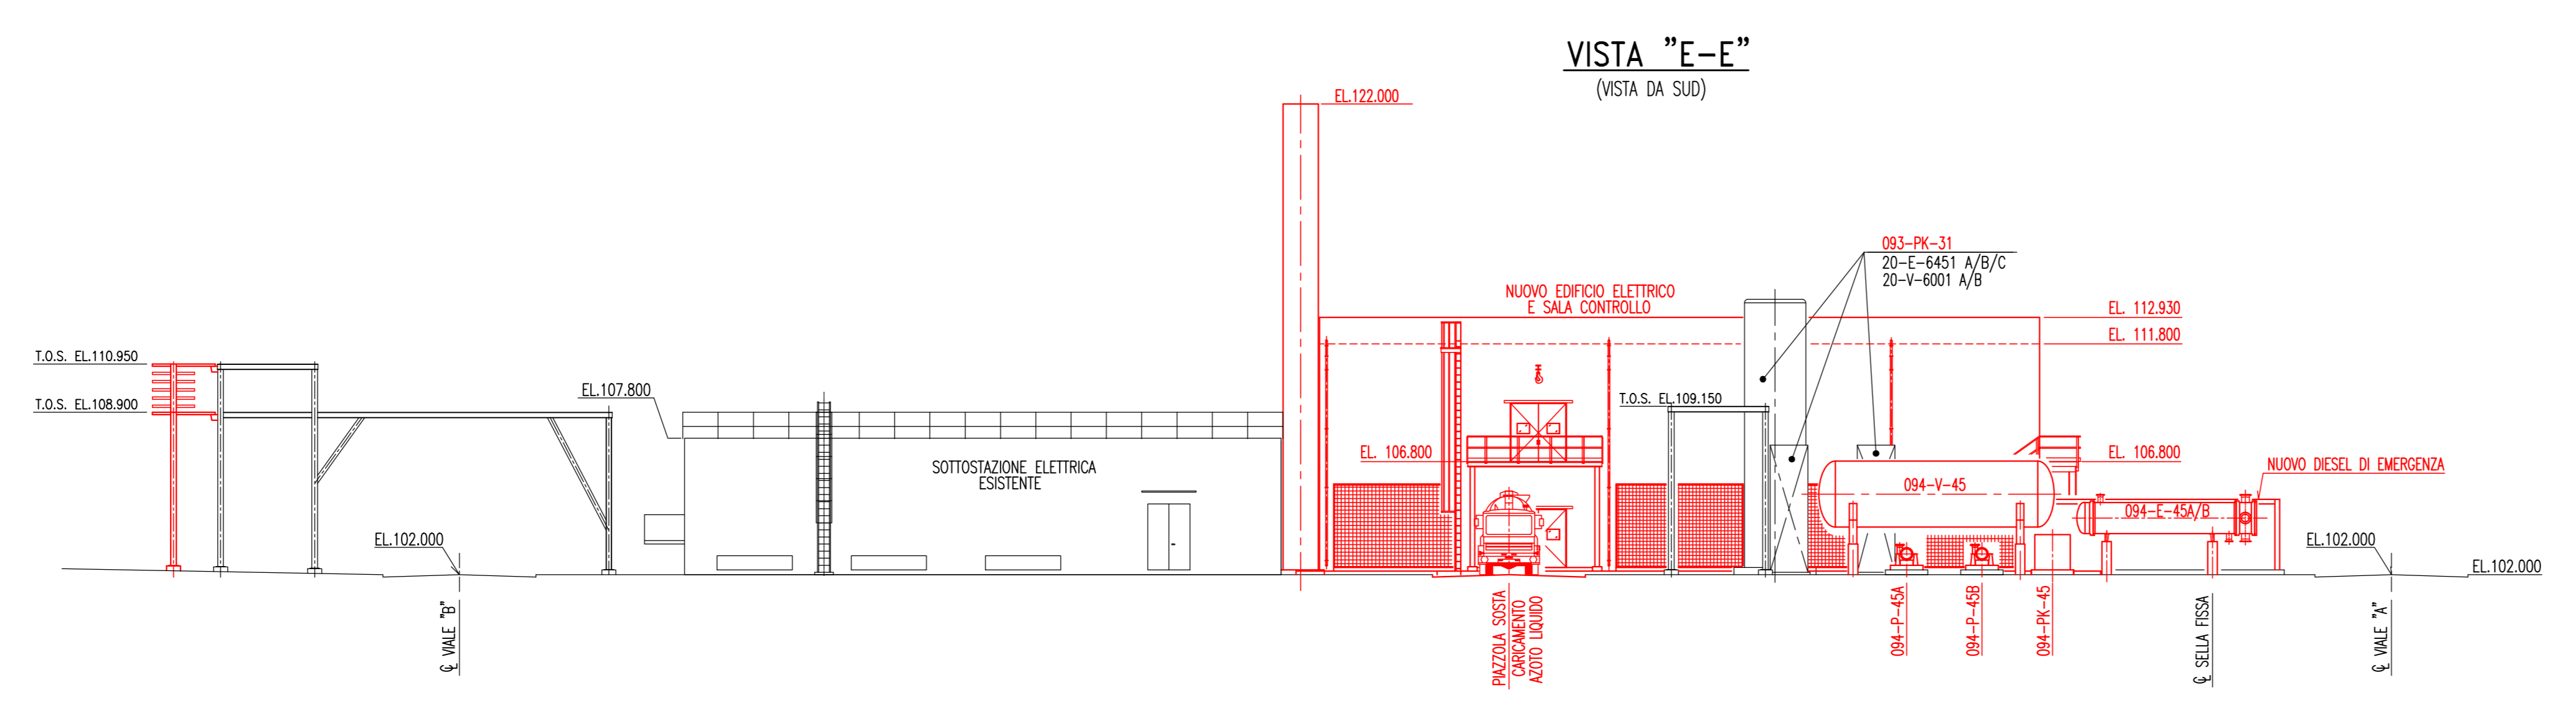 VISTA "E-E"
(VISTA DA SUD)
EL.122.000
093-PK-31
20-E-6451 A/B/C
20-V-6001 A/B
NUOVO EDIFICIO ELETTRICO
E SALA CONTROLLO
EL. 112.930
EL. 111.800
T.O.S. EL.110.950
T.O.S. EL.108.900
EL.107.800
T.O.S. EL.109.150
SOTTOSTAZIONE ELETTRICA
ESISTENTE
EL. 106.800
EL. 106.800
NUOVO DIESEL DI EMERGENZA
094-V-45
094-E-45A/B
EL.102.000
EL.102.000
EL.102.000
℄ VIALE "B"
PIAZZOLA SOSTA
CARICAMENTO
AZOTO LIQUIDO
094-P-45A
094-P-45B
094-PK-45
℄ SELLA FISSA
℄ VIALE "A"